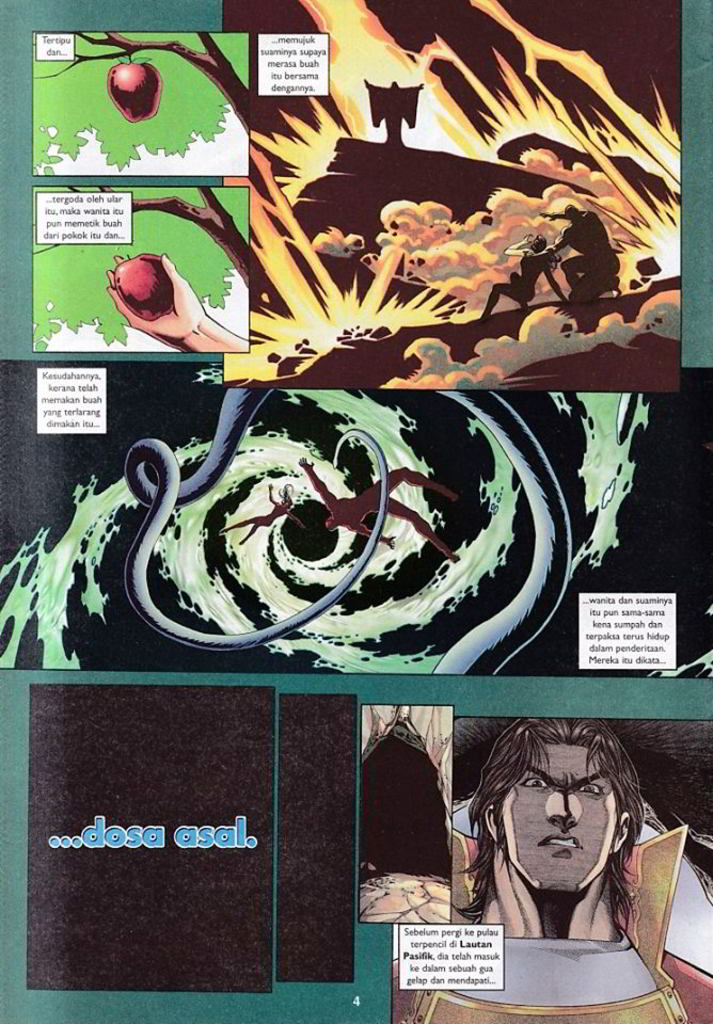 ...tergoda oleh ular
itu, maka wanita itu
pun memetik buah
dari pokok itu dan...
Tertipu
dan...
...memujuk
suaminya supaya
merasa buah
itu bersama
dengannya.
Kesudahannya,
kerana telah
memakan buah
yang terlarang
dimakan itu...
...wanita dan suaminya
itu pun sama-sama
kena sumpah dan
terpaksa terus hidup
dalam penderitaan.
Mereka itu dikata...
...dosa asal.
Sebelum pergi ke pulau
terpencil di Lautan
Pasifik, dia telah masuk
ke dalam sebuah gua
gelap dan mendapati...
4